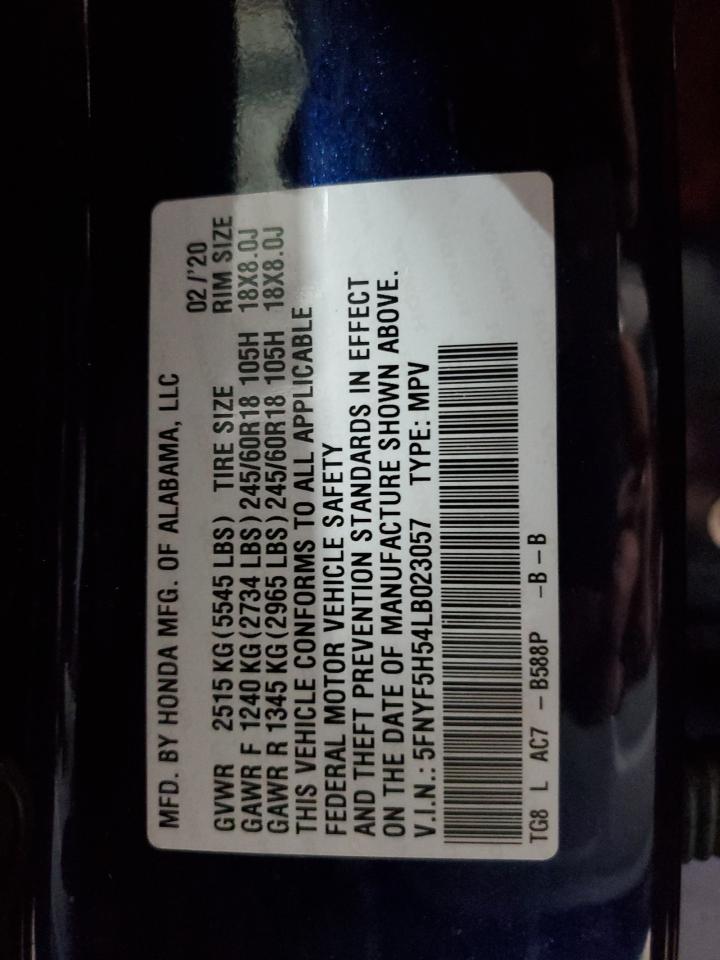 MFD. BY HONDA MFG. OF ALABAMA, LLC 02/'20
GVWR 2515 KG(5545 LBS) TIRE SIZE RIM SIZE
GAWR F 1240 KG(2734 LBS)245/60R18 105H 18X8.0J
GAWR R 1345 KG(2965 LBS)245/60R18 105H 18X8.0J
THIS VEHICLE CONFORMS TO ALL APPLICABLE
FEDERAL MOTOR VEHICLE SAFETY
AND THEFT PREVENTION STANDARDS IN EFFECT
ON THE DATE OF MANUFACTURE SHOWN ABOVE.
V.I.N.: 5FNYF5H54LB023057 TYPE: MPV
TG8 L AC7 -B588P -B-B